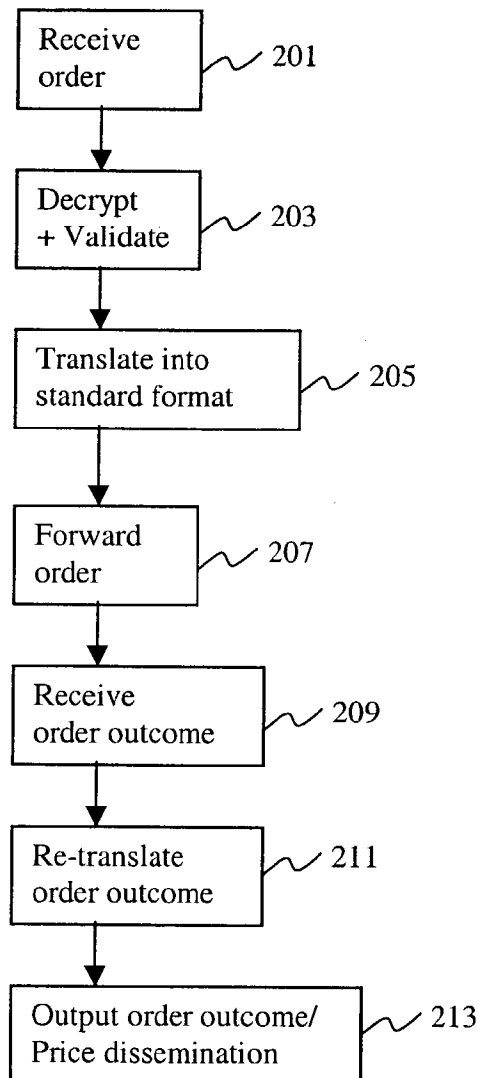 Receive
order
201
Decrypt
+ Validate
203
Translate into
standard format
205
Forward
order
207
Receive
order outcome
209
Re-translate
order outcome
211
Output order outcome/
Price dissemination
213